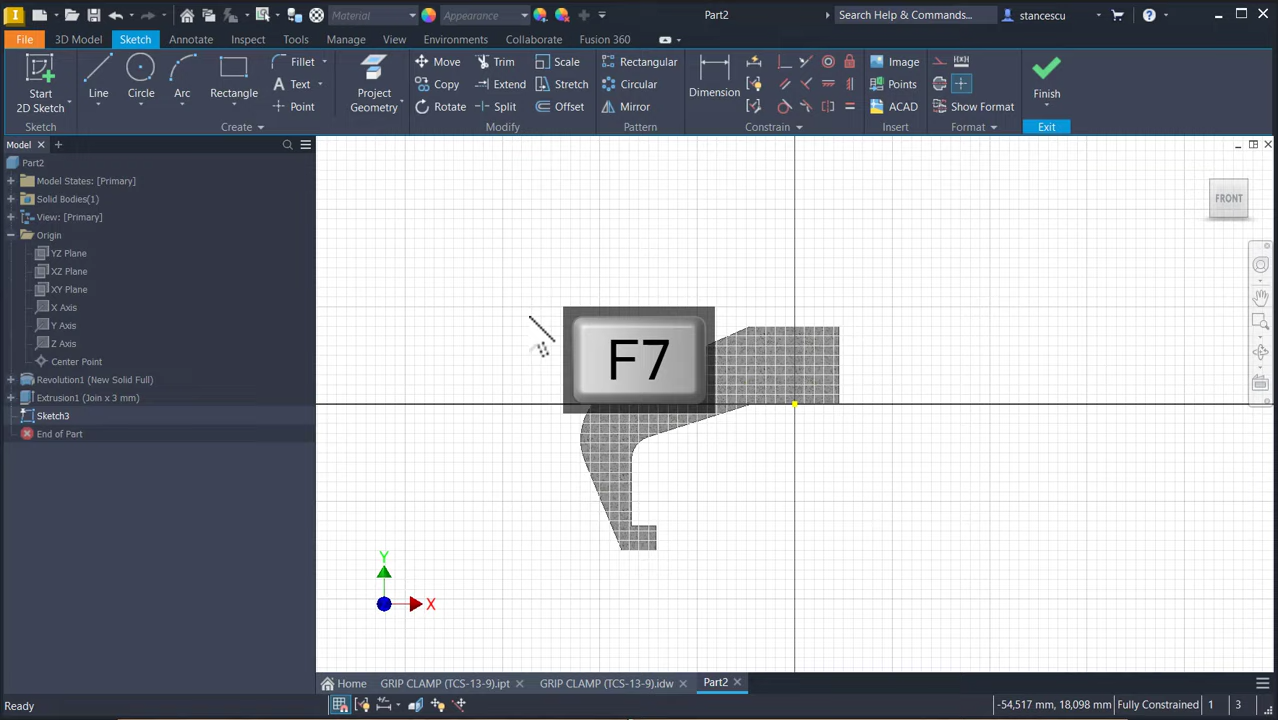 Material
Appearance
Part2
Search Help & Commands...
stancescu
File
3D Model
Sketch
Annotate
Inspect
Tools
Manage
View
Environments
Collaborate
Fusion 360
Start
2D Sketch
Line
Circle
Arc
Rectangle
Fillet
Text
Point
Project
Geometry
Move
Copy
Rotate
Trim
Extend
Split
Scale
Stretch
Offset
Rectangular
Circular
Mirror
Dimension
Image
Points
ACAD
Show Format
Finish
Sketch
Create
Modify
Pattern
Constrain
Insert
Format
Exit
Model
Part2
Model States: [Primary]
Solid Bodies(1)
View: [Primary]
Origin
YZ Plane
XZ Plane
XY Plane
X Axis
Y Axis
Z Axis
Center Point
Revolution1 (New Solid Full)
Extrusion1 (Join x 3 mm)
Sketch3
End of Part
FRONT
F7
Y
X
Home
GRIP CLAMP (TCS-13-9).ipt
GRIP CLAMP (TCS-13-9).idw
Part2
Ready
-54,517 mm, 18,098 mm
Fully Constrained
1
3